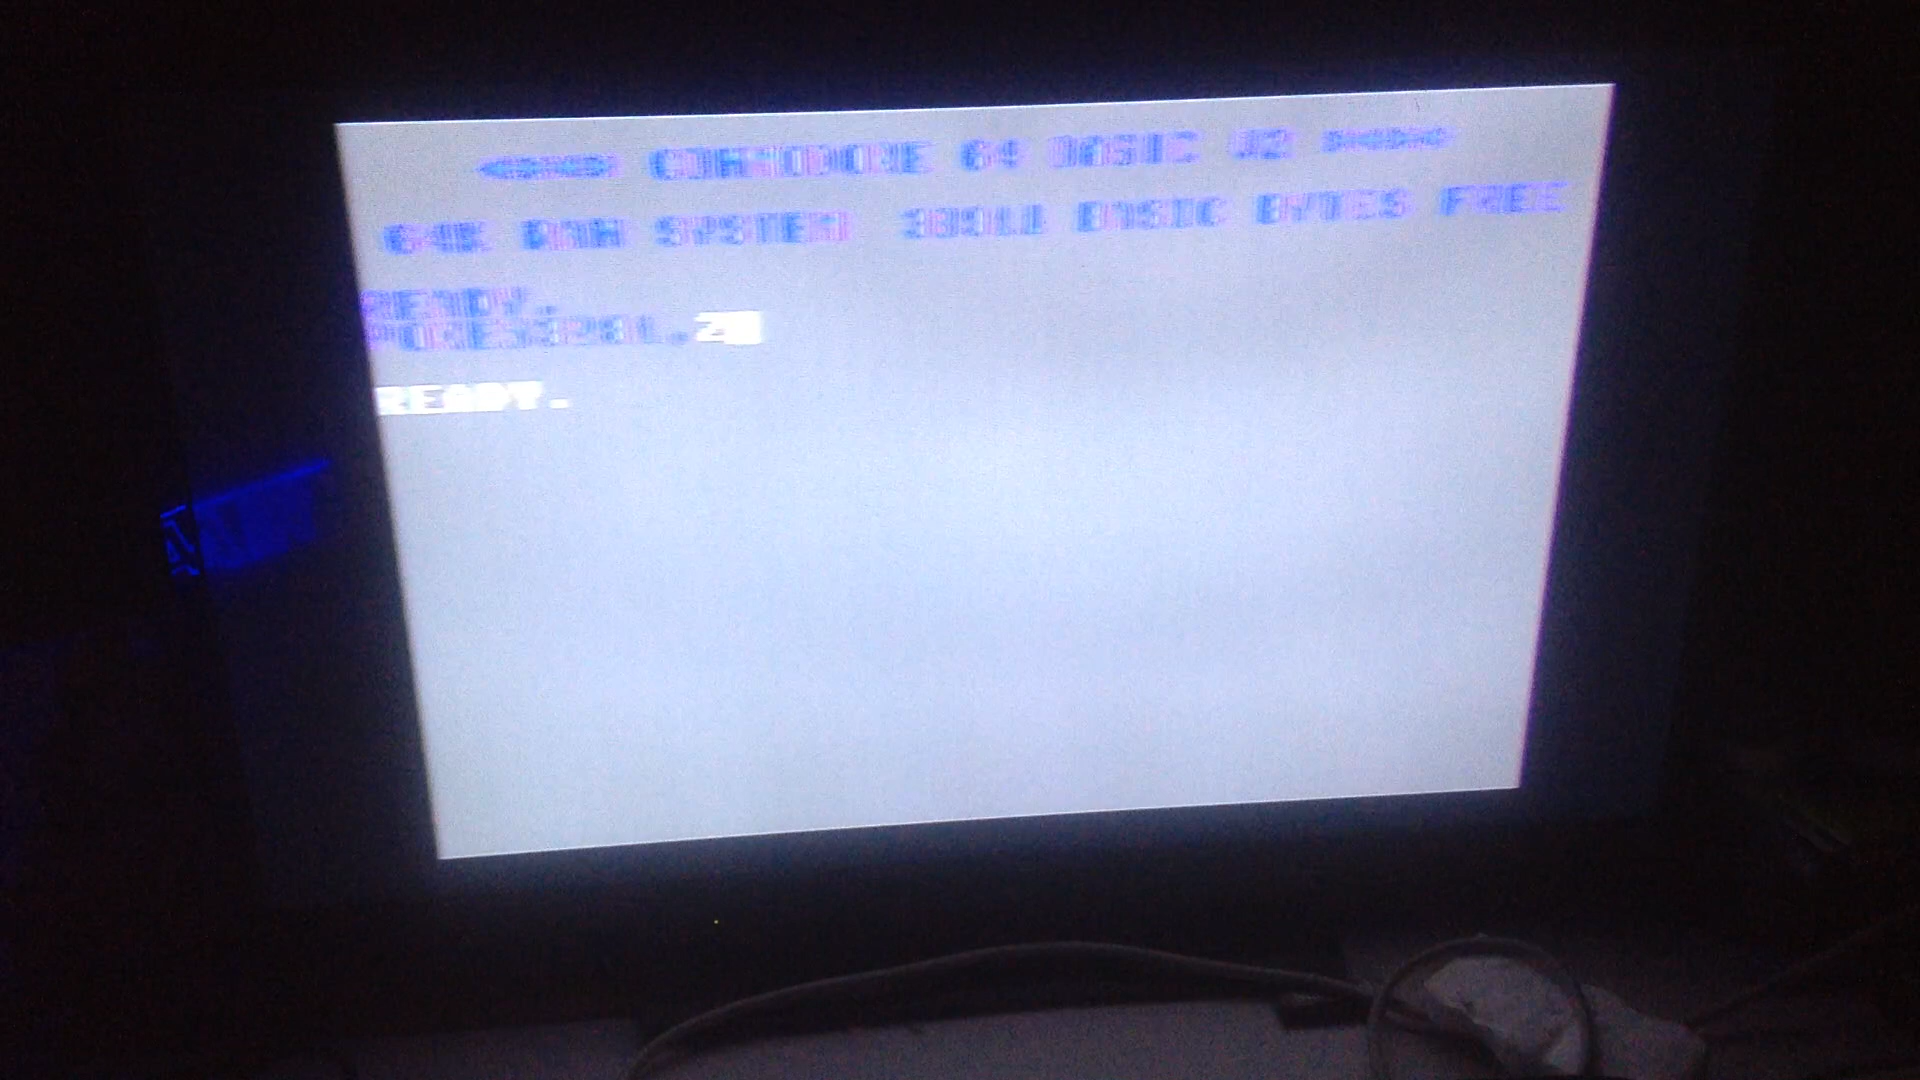 **** COMMODORE 64 BASIC V2 ****
64K RAM SYSTEM 38911 BASIC BYTES FREE
READY.
POKE53281,2
READY.